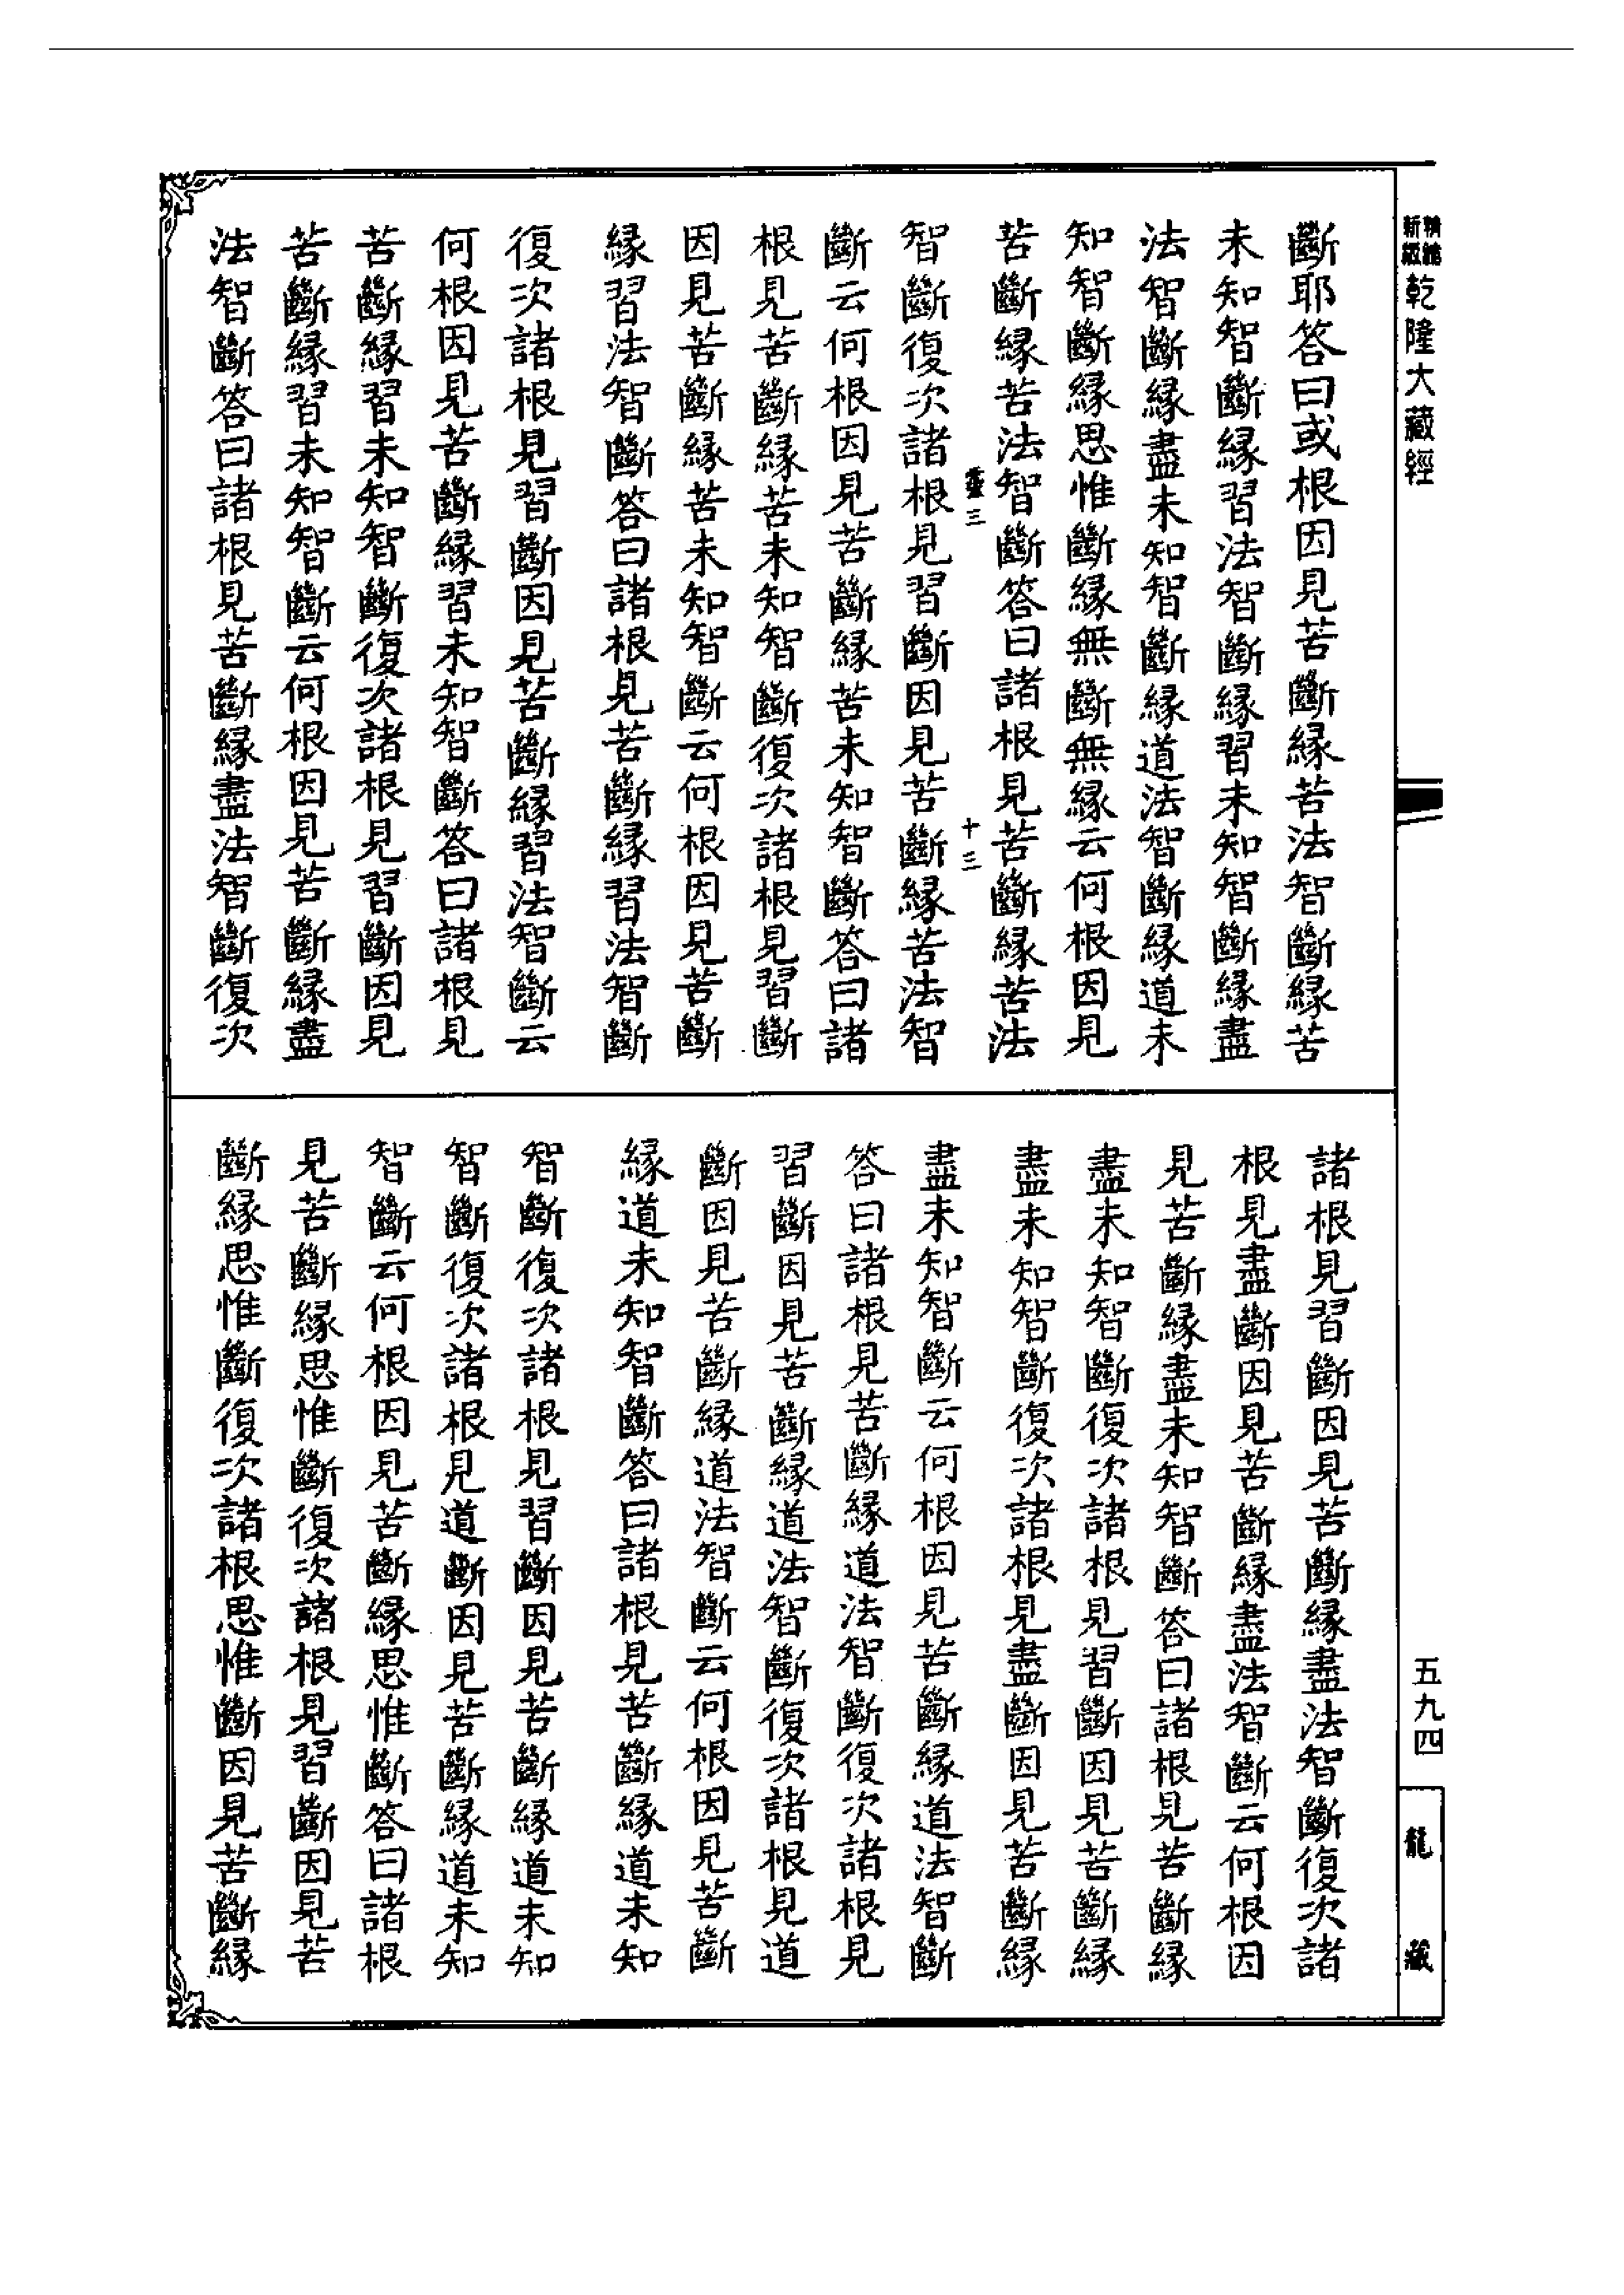 新編縮版
乾隆大藏經
斷耶答曰或根因見苦斷緣苦法智斷緣苦
未知智斷緣習法智斷緣習未知智斷緣盡
法智斷緣盡未知智斷緣道法智斷緣道未
知智斷緣思惟斷緣無斷無緣云何根因見
苦斷緣苦法智斷答曰諸根見苦斷緣苦法
三
十三
智斷復次諸根見習斷因見苦斷緣苦法智
斷云何根因見苦斷緣苦未知智斷答曰諸
根見苦斷緣苦未知智斷復次諸根見習斷
因見苦斷緣苦未知智斷云何根因見苦斷
緣習法智斷答曰諸根見苦斷緣習法智斷
復次諸根見習斷因見苦斷緣習法智斷云
何根因見苦斷緣習未知智斷答曰諸根見
苦斷緣習未知智斷復次諸根見習斷因見
苦斷緣習未知智斷云何根因見苦斷緣盡
法智斷答曰諸根見苦斷緣盡法智斷復次
諸根見習斷因見苦斷緣盡法智斷復次諸
根見盡斷因見苦斷緣盡法智斷云何根因
見苦斷緣盡未知智斷答曰諸根見苦斷緣
盡未知智斷復次諸根見習斷因見苦斷緣
盡未知智斷復次諸根見盡斷因見苦斷緣
盡未知智斷云何根因見苦斷緣道法智斷
答曰諸根見苦斷緣道法智斷復次諸根見
習斷因見苦斷緣道法智斷復次諸根見道
斷因見苦斷緣道法智斷云何根因見苦斷
緣道未知智斷答曰諸根見苦斷緣道未知
智斷復次諸根見習斷因見苦斷緣道未知
智斷復次諸根見道斷因見苦斷緣道未知
智斷云何根因見苦斷緣思惟斷答曰諸根
見苦斷緣思惟斷復次諸根見習斷因見苦
斷緣思惟斷復次諸根思惟斷因見苦斷緣
五九四
龍藏